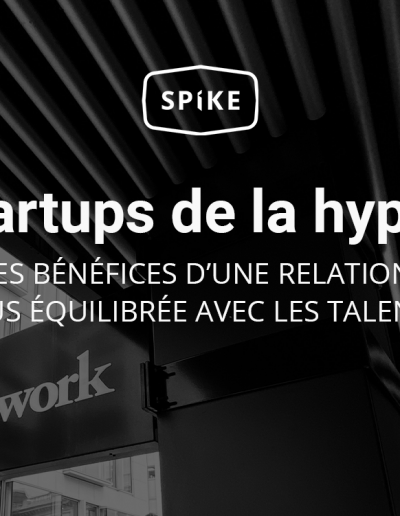 SPIKE
artups de la hyp
ES BÉNÉFICES D'UNE RELATION
US ÉQUILIBRÉE AVEC LES TALEN
work